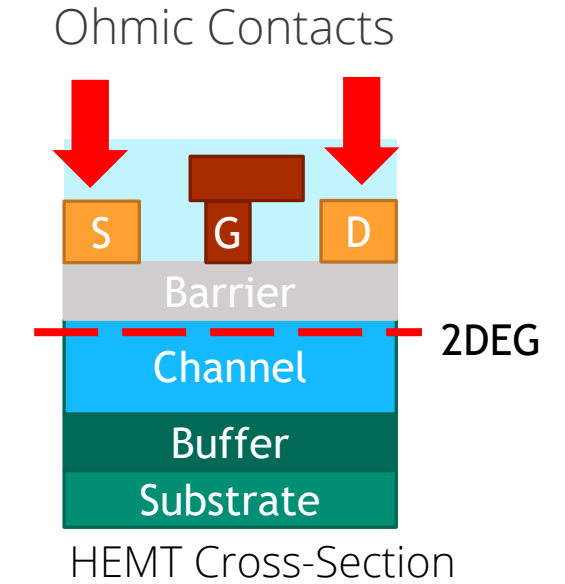 Ohmic Contacts
S
G
D
Barrier
2DEG
Channel
Buffer
Substrate
HEMT Cross-Section